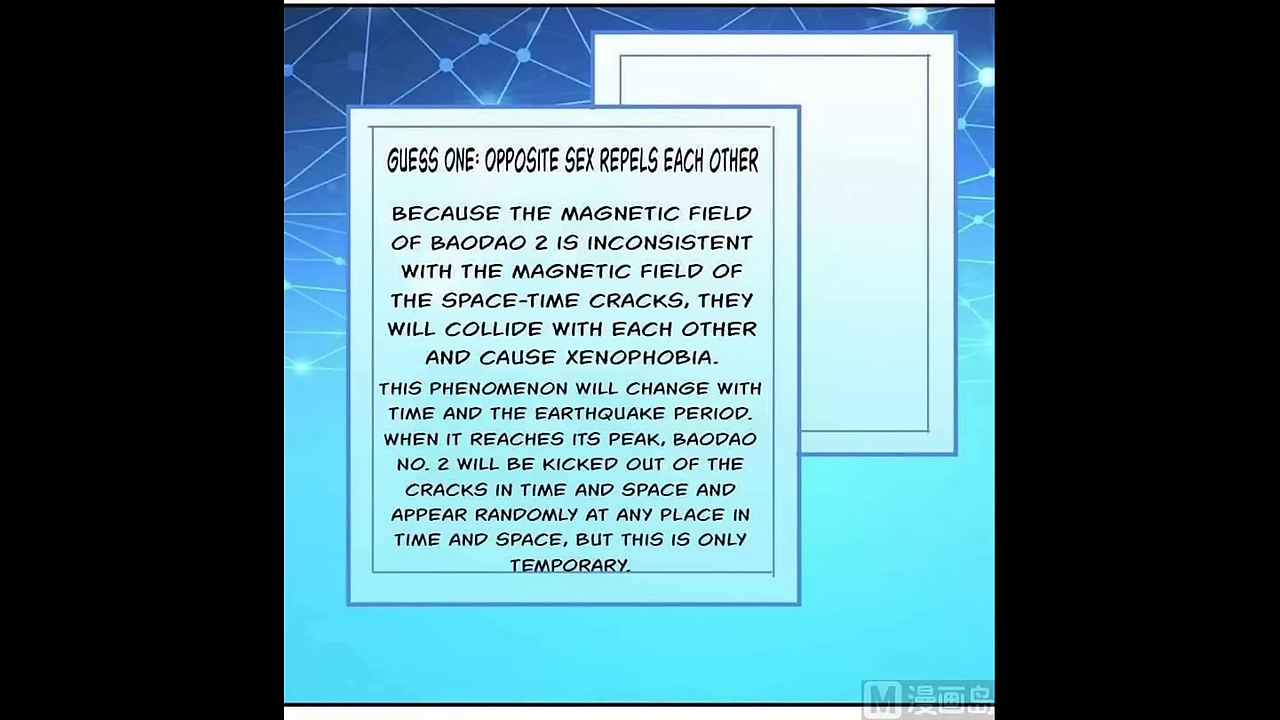 GUESS ONE: OPPOSITE SEX REPELS EACH OTHER
BECAUSE THE MAGNETIC FIELD
OF BAODAO 2 IS INCONSISTENT
WITH THE MAGNETIC FIELD OF
THE SPACE-TIME CRACKS, THEY
WILL COLLIDE WITH EACH OTHER
AND CAUSE XENOPHOBIA.
THIS PHENOMENON WILL CHANGE WITH
TIME AND THE EARTHQUAKE PERIOD.
WHEN IT REACHES ITS PEAK, BAODAO
NO. 2 WILL BE KICKED OUT OF THE
CRACKS IN TIME AND SPACE AND
APPEAR RANDOMLY AT ANY PLACE IN
TIME AND SPACE, BUT THIS IS ONLY
TEMPORARY.
M 漫画岛